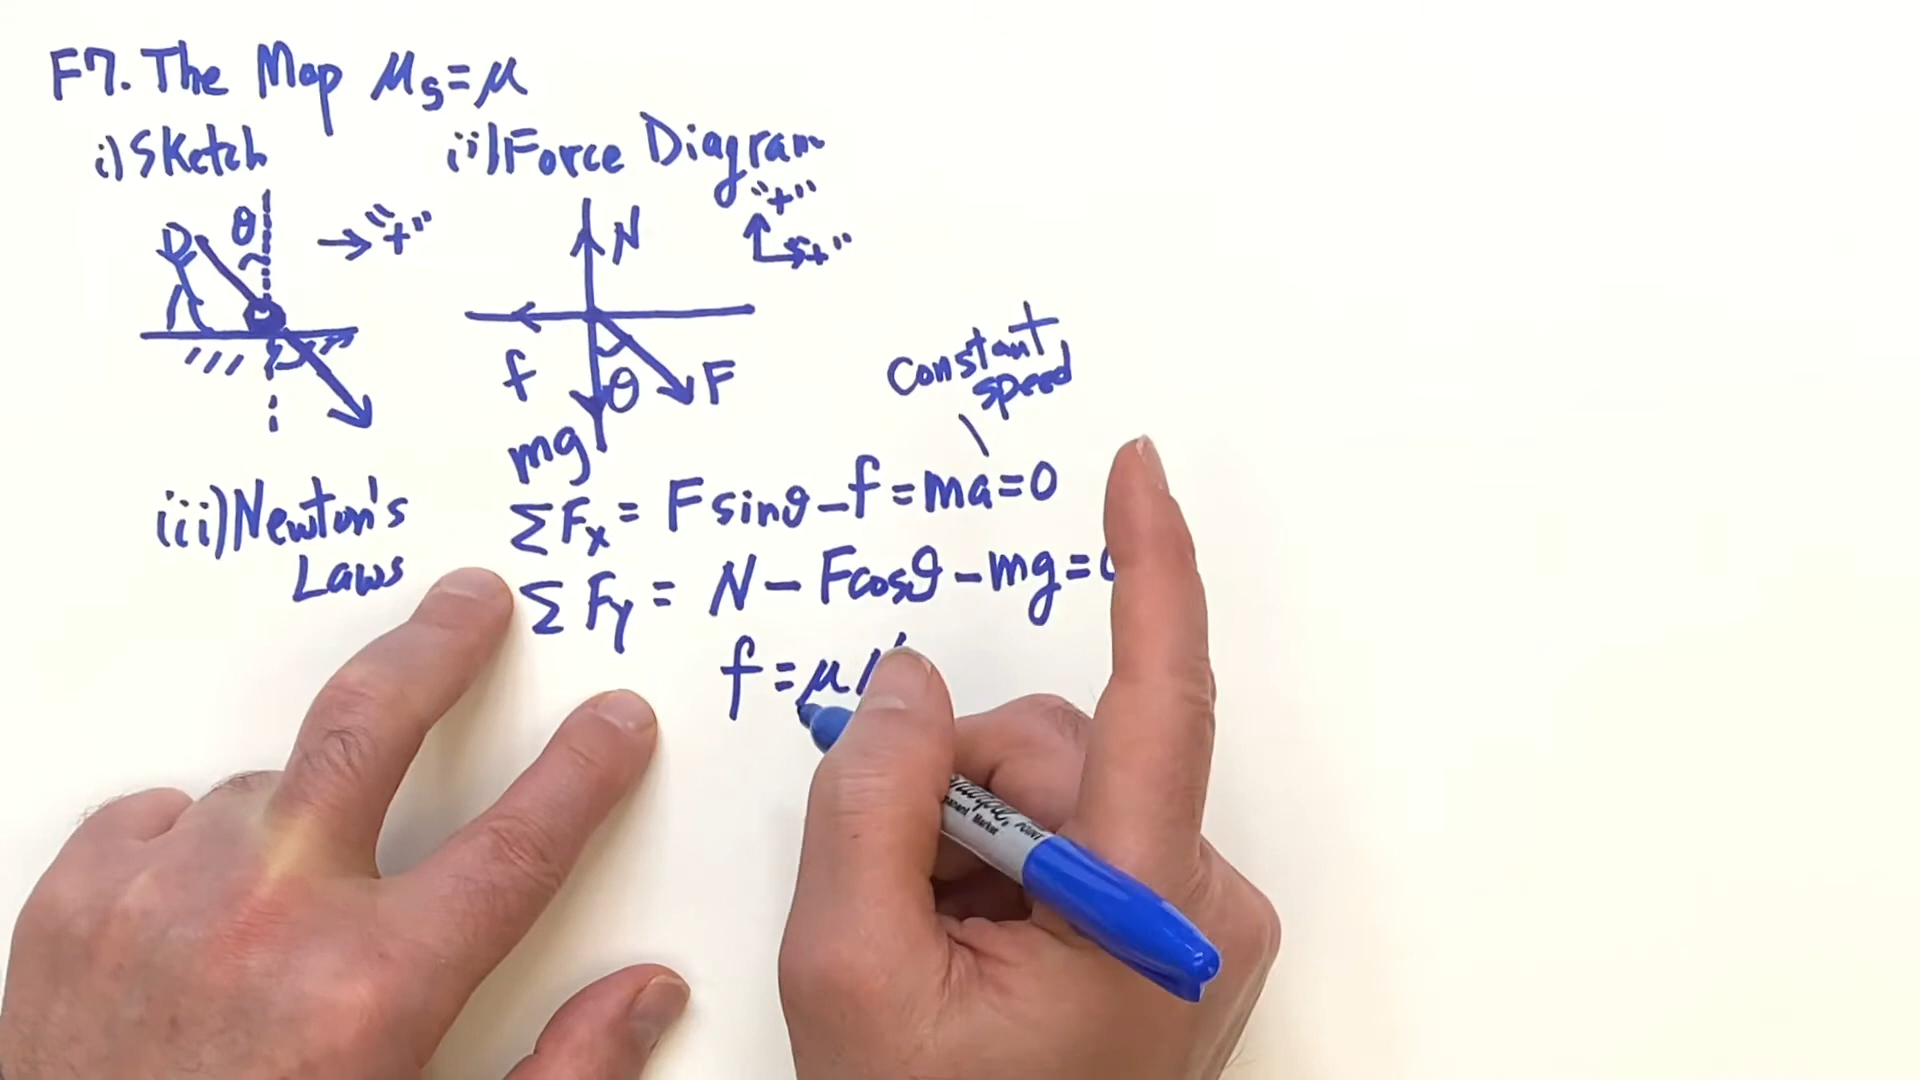 F7. The Mop μs=μ
i) Sketch
ii) Force Diagram
θ
→ "+"
"+"
"+"
N
f
θ
F
mg
constant speed
iii) Newton's Laws
ΣFx = F sinθ - f = ma = 0
ΣFy = N - Fcosθ - mg =
f = μ